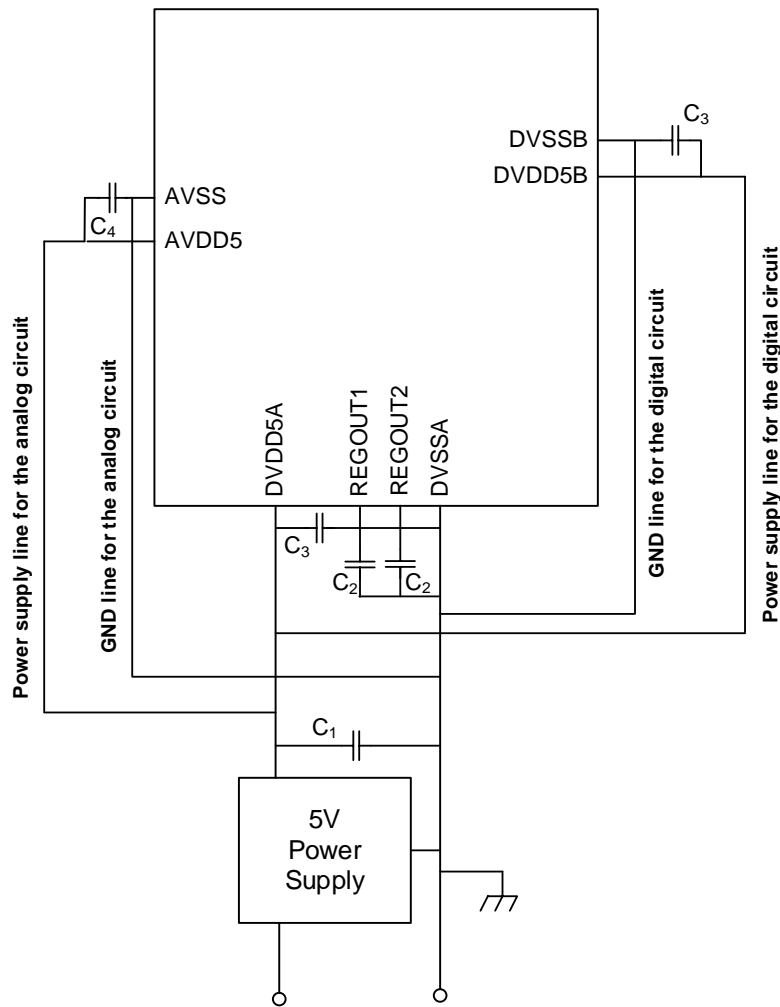 C₃
DVSSB
DVDD5B
AVSS
C₄
AVDD5
Power supply line for the analog circuit
GND line for the analog circuit
GND line for the digital circuit
Power supply line for the digital circuit
DVDD5A
REGOUT1
REGOUT2
DVSSA
C₃
C₂
C₂
C₁
5V
Power
Supply